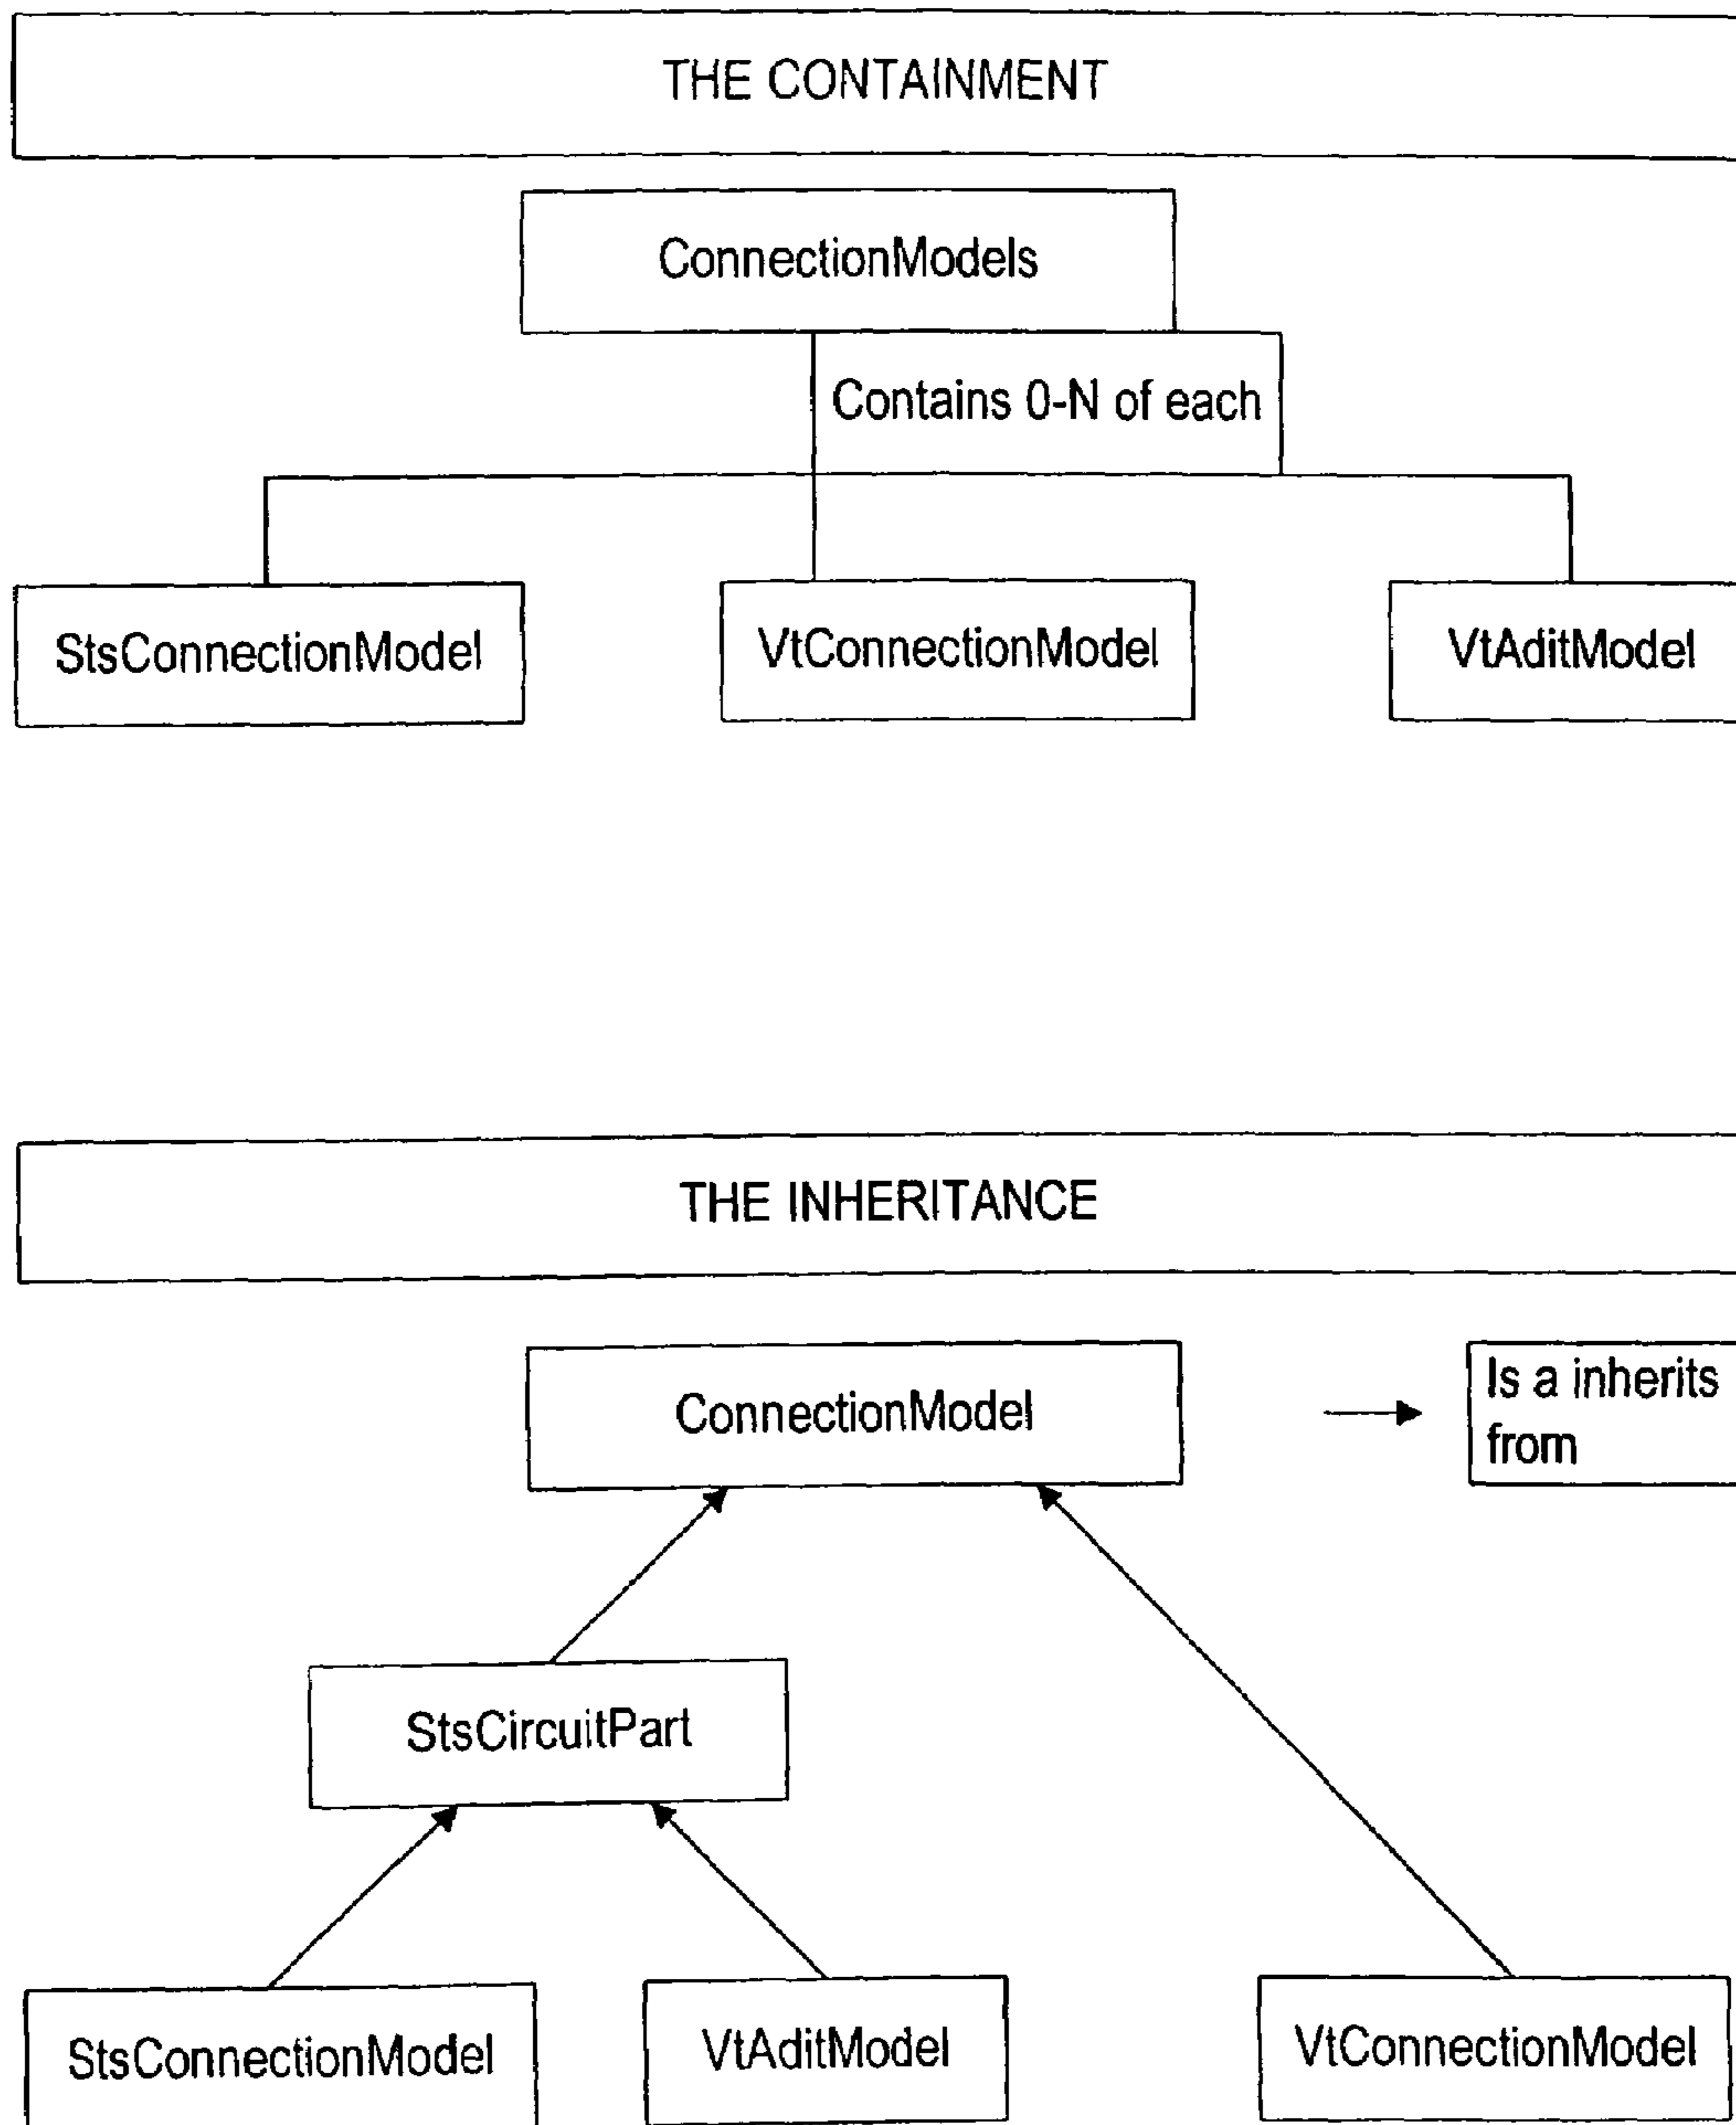 THE CONTAINMENT
ConnectionModels
Contains 0-N of each
StsConnectionModel
VtConnectionModel
VtAditModel
THE INHERITANCE
ConnectionModel
Is a inherits
from
StsCircuitPart
StsConnectionModel
VtAditModel
VtConnectionModel